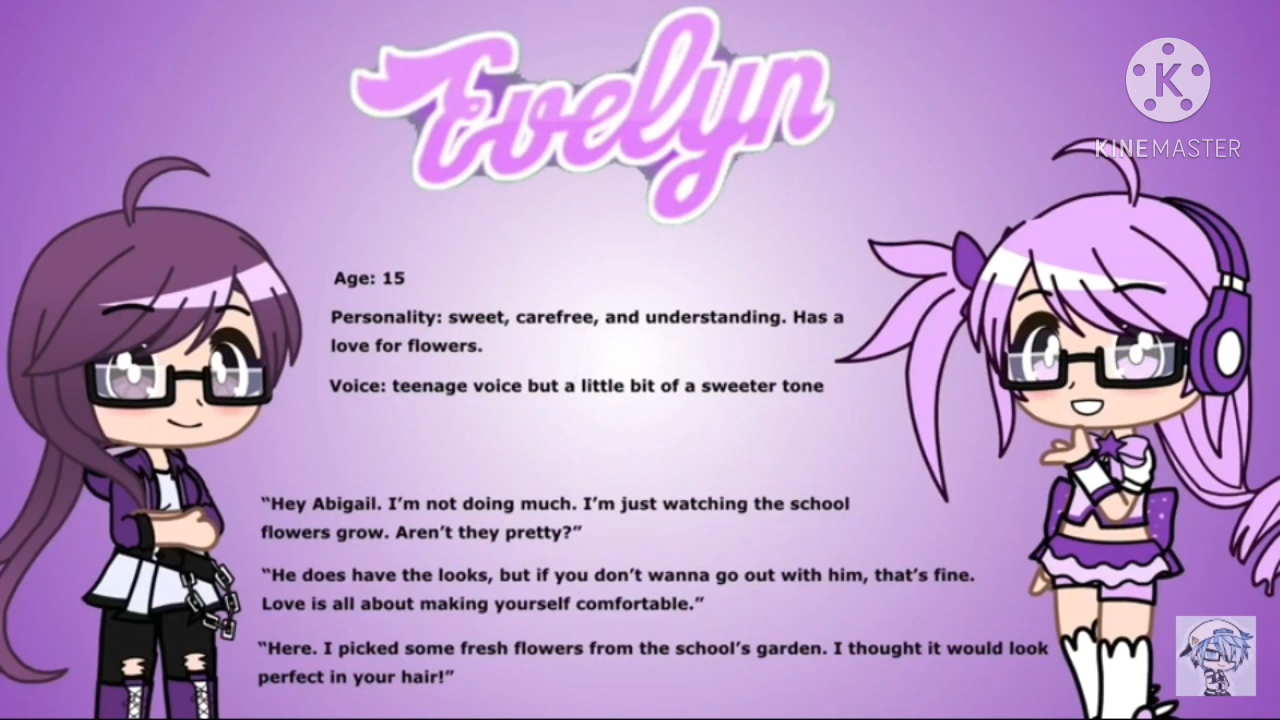 Evelyn
KINEMASTER
Age: 15
Personality: sweet, carefree, and understanding. Has a
love for flowers.
Voice: teenage voice but a little bit of a sweeter tone
“Hey Abigail. I’m not doing much. I’m just watching the school
flowers grow. Aren’t they pretty?”
“He does have the looks, but if you don’t wanna go out with him, that’s fine.
Love is all about making yourself comfortable.”
“Here. I picked some fresh flowers from the school’s garden. I thought it would look
perfect in your hair!”